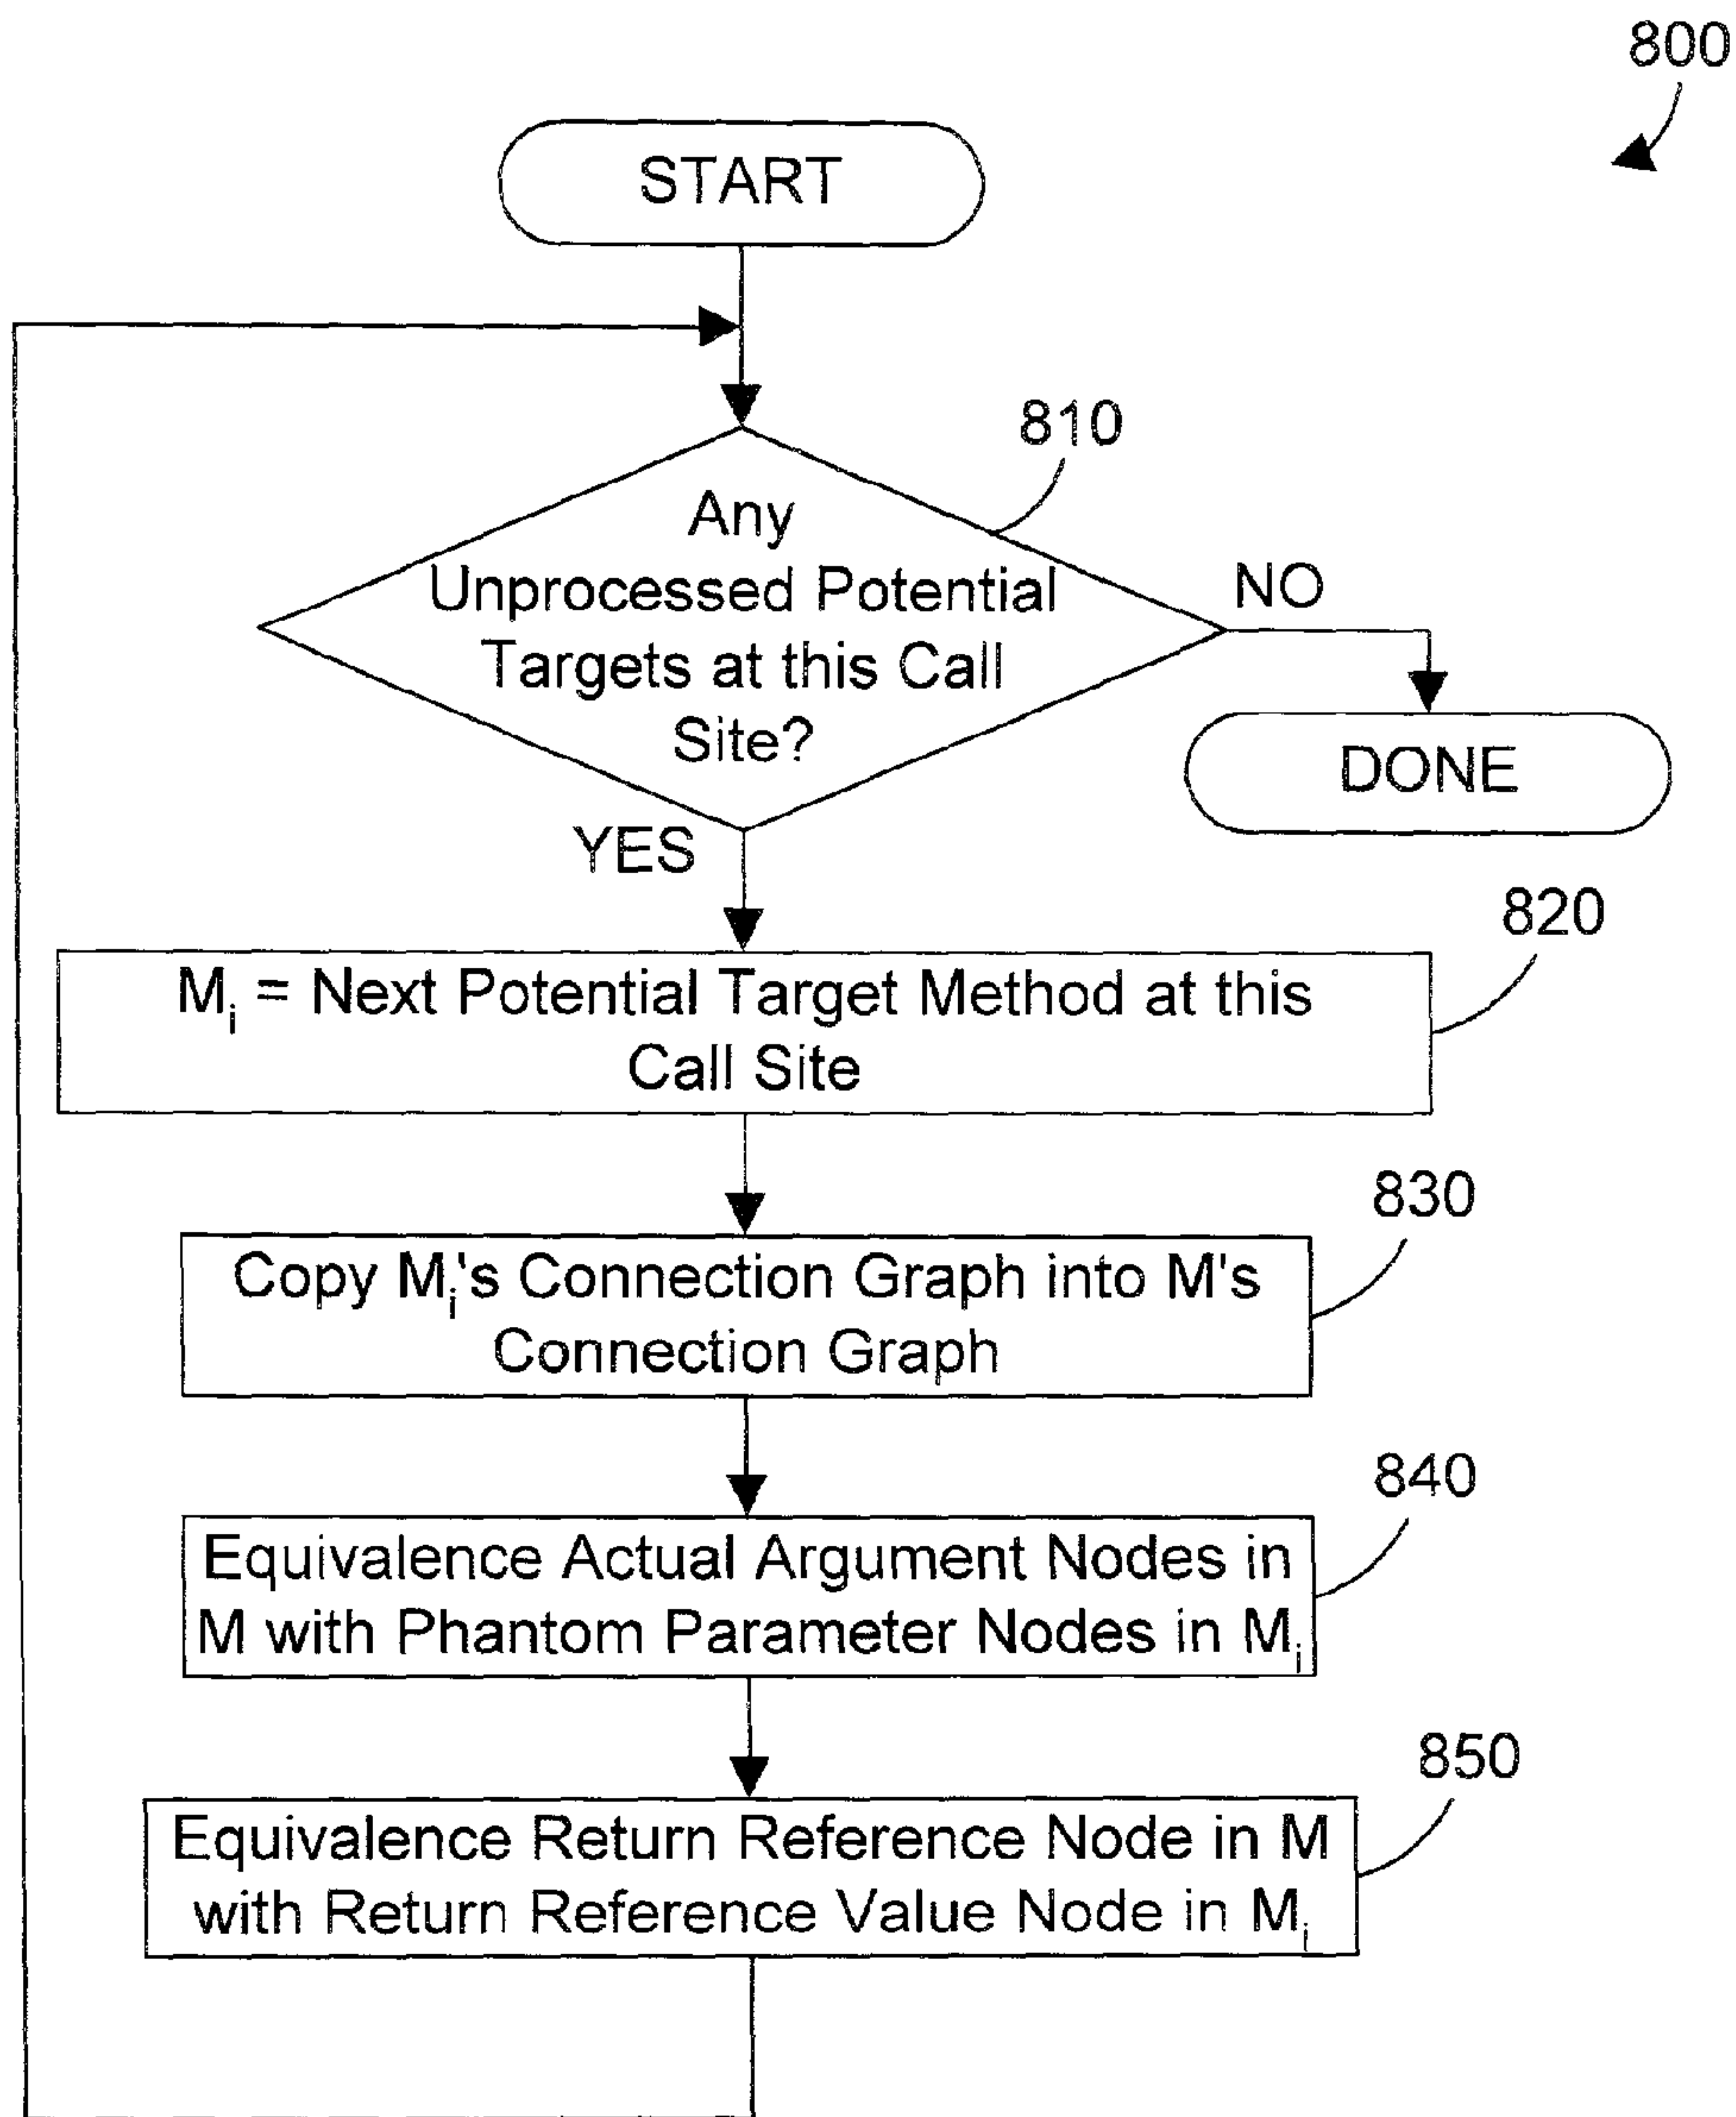 800
START
810
Any
Unprocessed Potential
Targets at this Call
Site?
NO
DONE
YES
820
Mᵢ = Next Potential Target Method at this
Call Site
830
Copy Mᵢ's Connection Graph into M's
Connection Graph
840
Equivalence Actual Argument Nodes in
M with Phantom Parameter Nodes in Mᵢ
850
Equivalence Return Reference Node in M
with Return Reference Value Node in Mᵢ